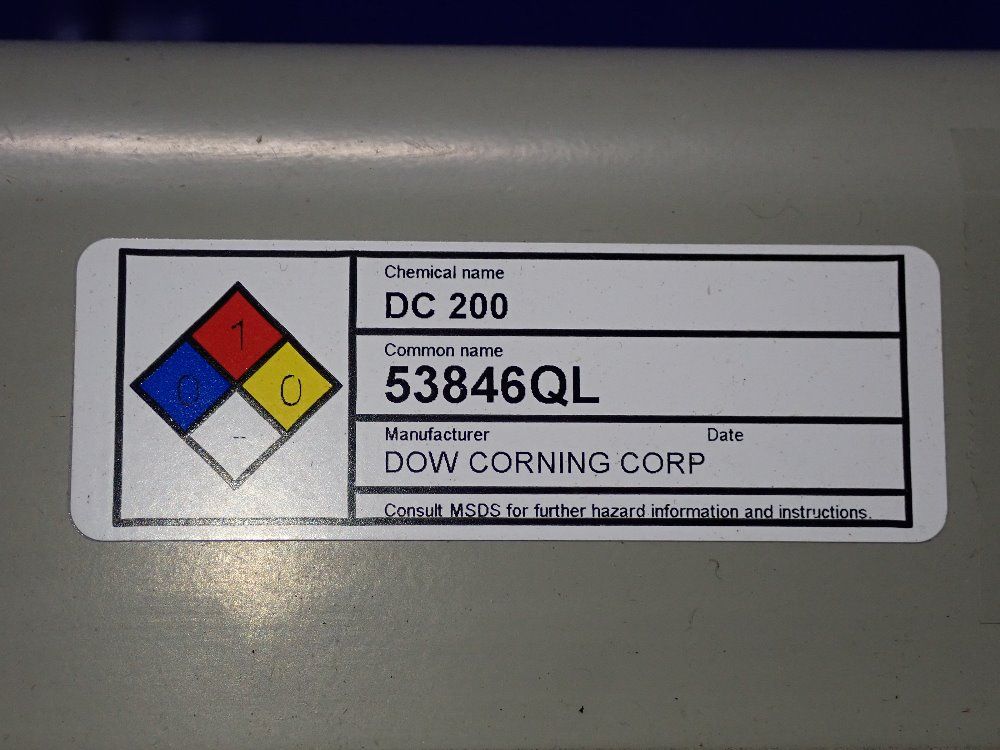 1
0
0
--
Chemical name
DC 200
Common name
53846QL
Manufacturer Date
DOW CORNING CORP
Consult MSDS for further hazard information and instructions.